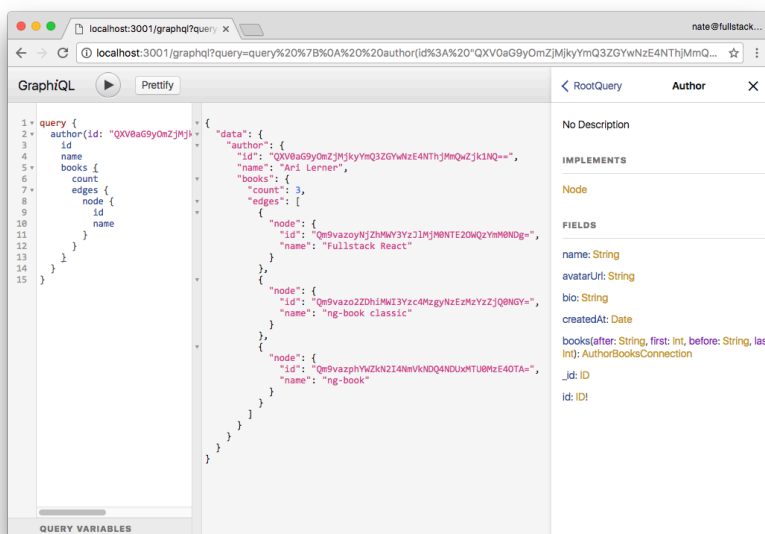 localhost:3001/graphql?query
nate@fullstack...
localhost:3001/graphql?query=query%20%7B%0A%20%20author(id%3A%20"QXV0aG9yOmZjMjkyYmQ3ZGYwNzE4NThjMmQ...
GraphiQL
Prettify
1 query {
2 author(id: "QXV0aG9yOmZjMjk
3 id
4 name
5 books {
6 count
7 edges {
8 node {
9 id
10 name
11 }
12 }
13 }
14 }
15 }
QUERY VARIABLES
{
"data": {
"author": {
"id": "QXV0aG9yOmZjMjkyYmQ3ZGYwNzE4NThjMmQwZjk1NQ==",
"name": "Ari Lerner",
"books": {
"count": 3,
"edges": [
{
"node": {
"id": "Qm9vazoyNjZhMWY3YzJlMjM0NTE2OWQzYmM0NDg=",
"name": "Fullstack React"
}
},
{
"node": {
"id": "Qm9vazo2ZDhiMWI3Yzc4MzgyNzEzMzYzZjQ0NGY=",
"name": "ng-book classic"
}
},
{
"node": {
"id": "Qm9vazphYWZkN2I4NmVkNDQ4NDUxMTU0MzE4OTA=",
"name": "ng-book"
}
}
]
}
}
}
}
RootQuery
Author
No Description
IMPLEMENTS
Node
FIELDS
name: String
avatarUrl: String
bio: String
createdAt: Date
books(after: String, first: Int, before: String, las
Int): AuthorBooksConnection
_id: ID
id: ID!